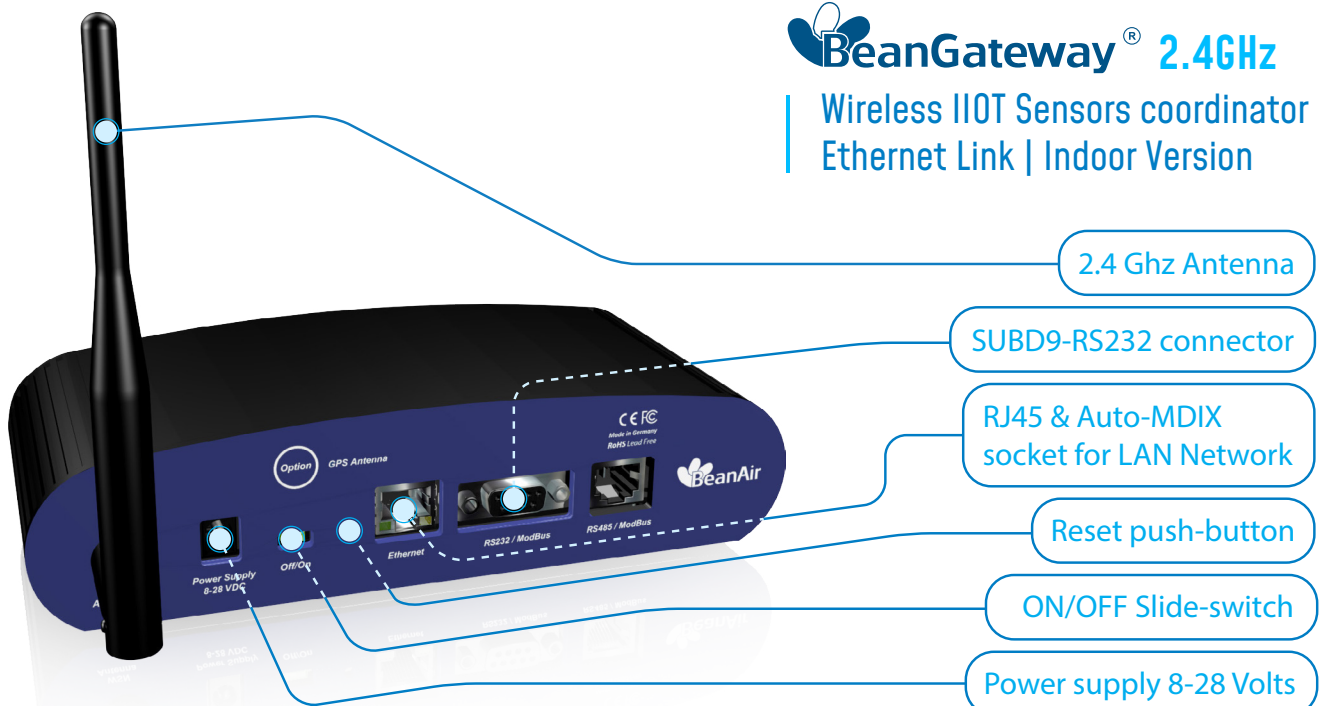 BeanGateway® 2.4GHz
Wireless IIOT Sensors coordinator
Ethernet Link | Indoor Version
2.4 Ghz Antenna
SUBD9-RS232 connector
RJ45 & Auto-MDIX
socket for LAN Network
Reset push-button
ON/OFF Slide-switch
Power supply 8-28 Volts
CE FC
Made in Germany
RoHS Lead Free
Option
GPS Antenna
BeanAir
Power Supply
8-28 VDC
Off/On
Ethernet
RS232 / ModBus
RS485 / ModBus